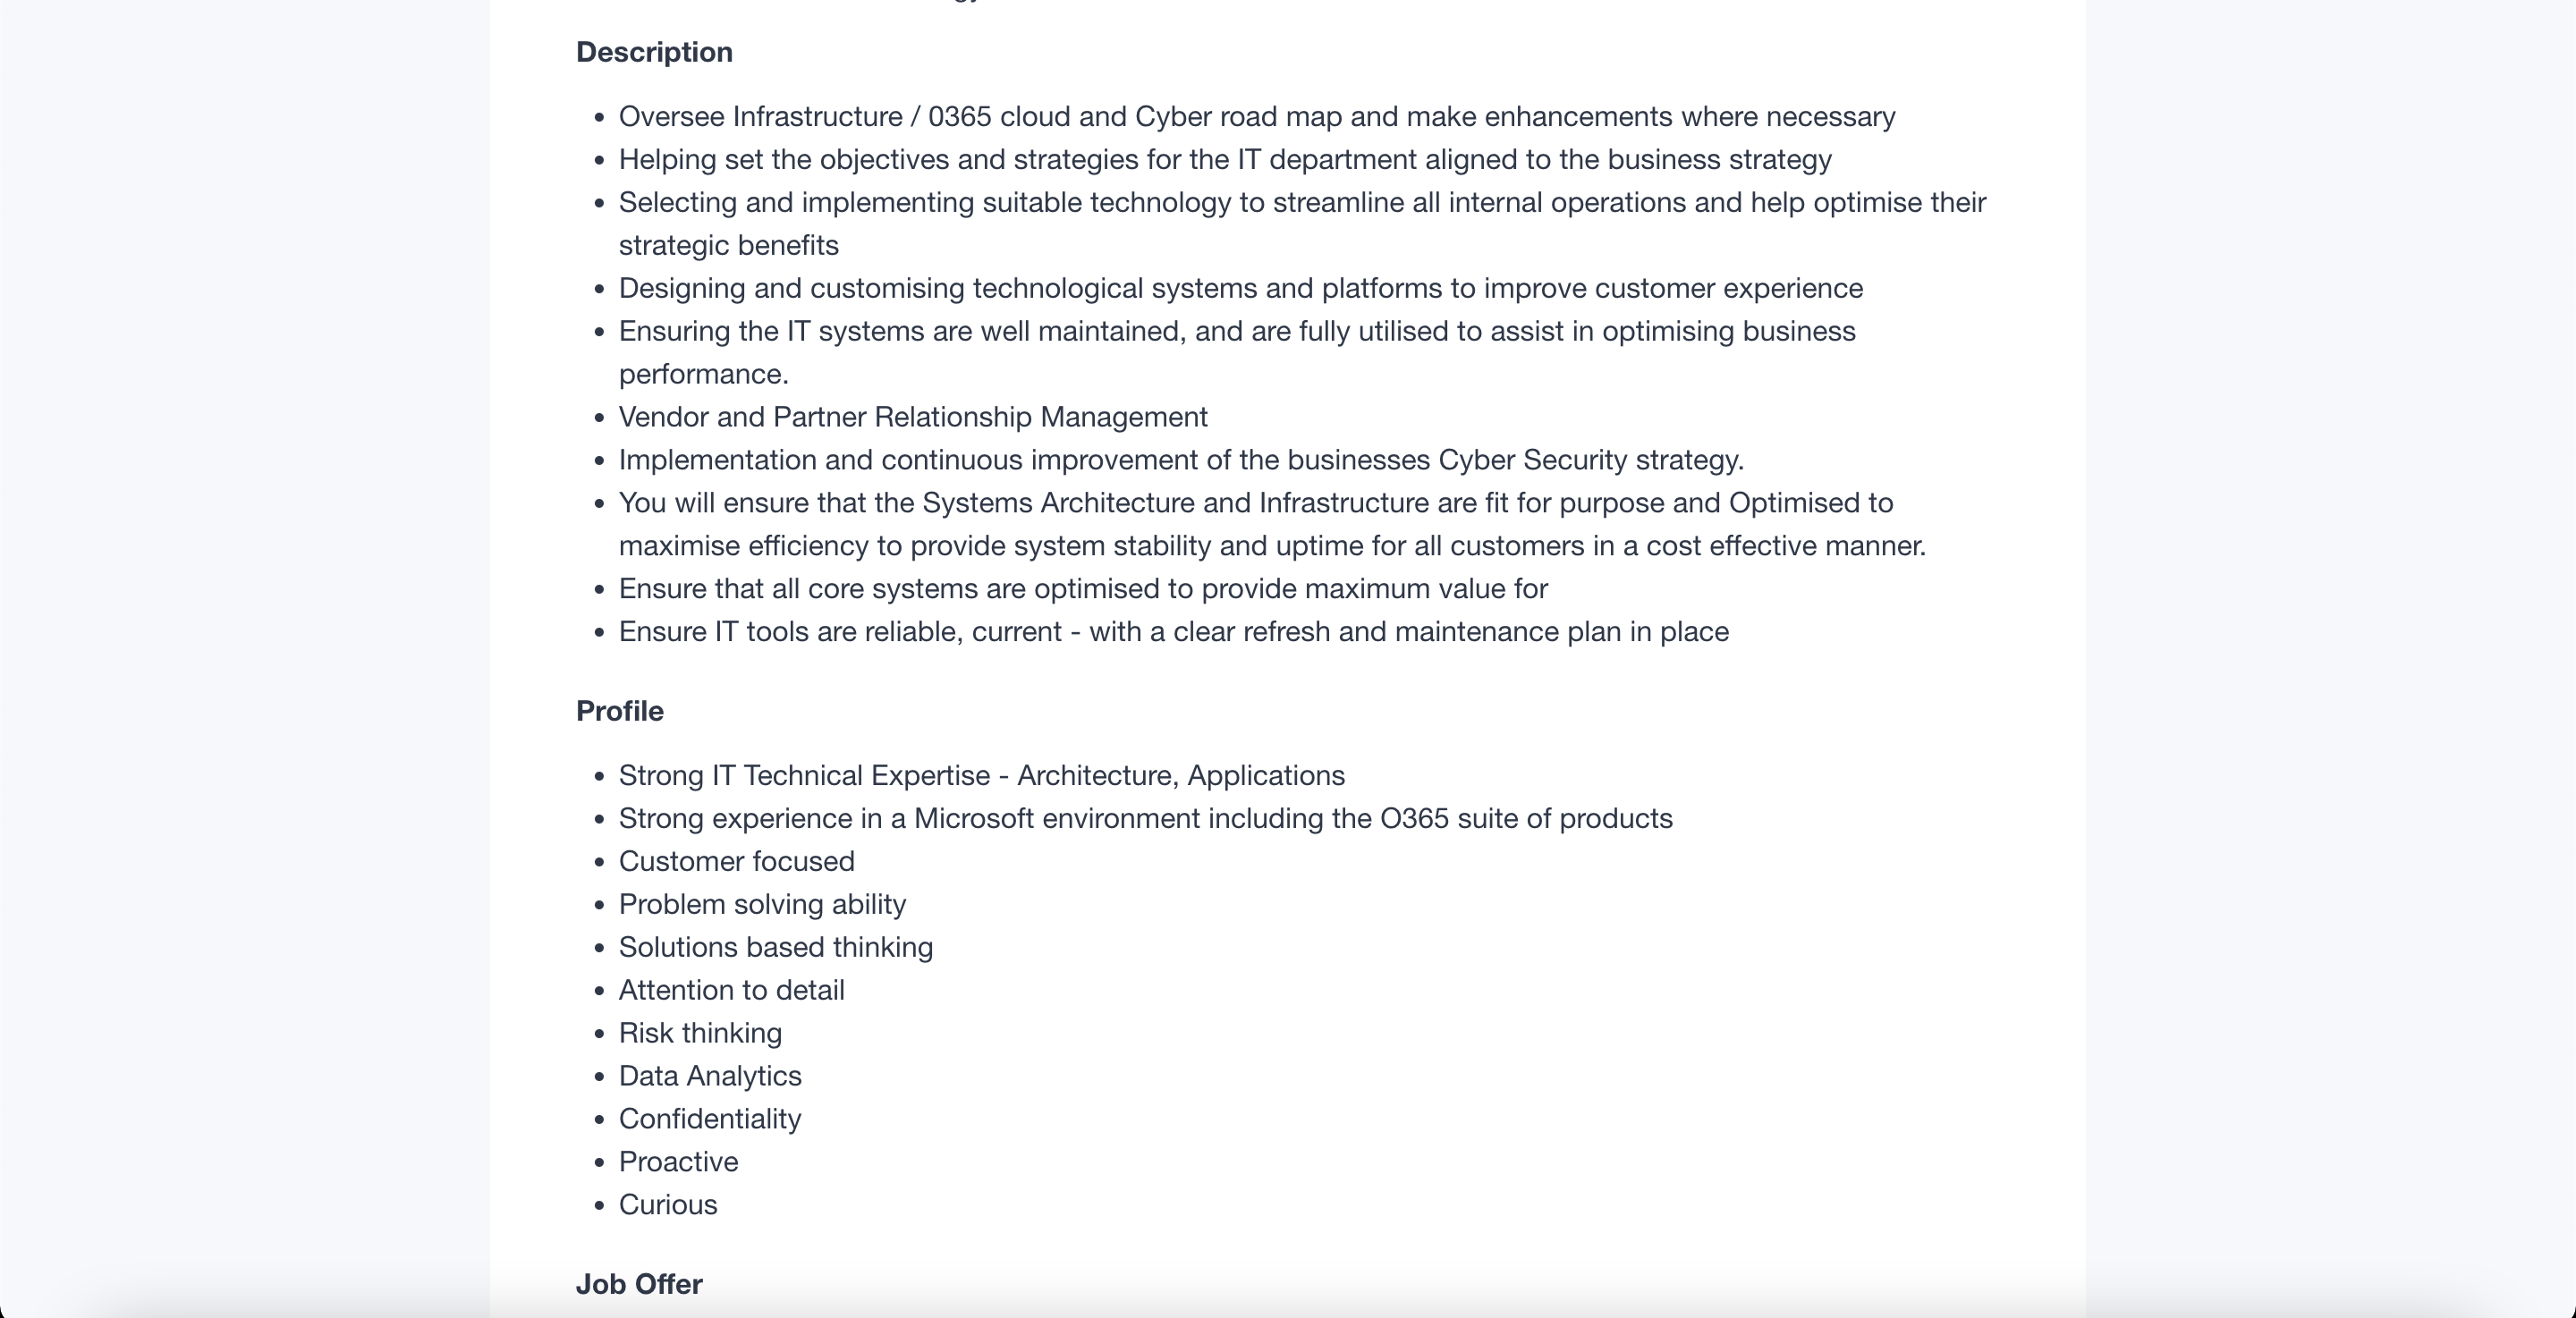 Description
Oversee Infrastructure / 0365 cloud and Cyber road map and make enhancements where necessary
Helping set the objectives and strategies for the IT department aligned to the business strategy
Selecting and implementing suitable technology to streamline all internal operations and help optimise their
strategic benefits
Designing and customising technological systems and platforms to improve customer experience
Ensuring the IT systems are well maintained, and are fully utilised to assist in optimising business
performance.
Vendor and Partner Relationship Management
Implementation and continuous improvement of the businesses Cyber Security strategy.
You will ensure that the Systems Architecture and Infrastructure are fit for purpose and Optimised to
maximise efficiency to provide system stability and uptime for all customers in a cost effective manner.
Ensure that all core systems are optimised to provide maximum value for
Ensure IT tools are reliable, current - with a clear refresh and maintenance plan in place
Profile
Strong IT Technical Expertise - Architecture, Applications
Strong experience in a Microsoft environment including the O365 suite of products
Customer focused
Problem solving ability
Solutions based thinking
Attention to detail
Risk thinking
Data Analytics
Confidentiality
Proactive
Curious
Job Offer